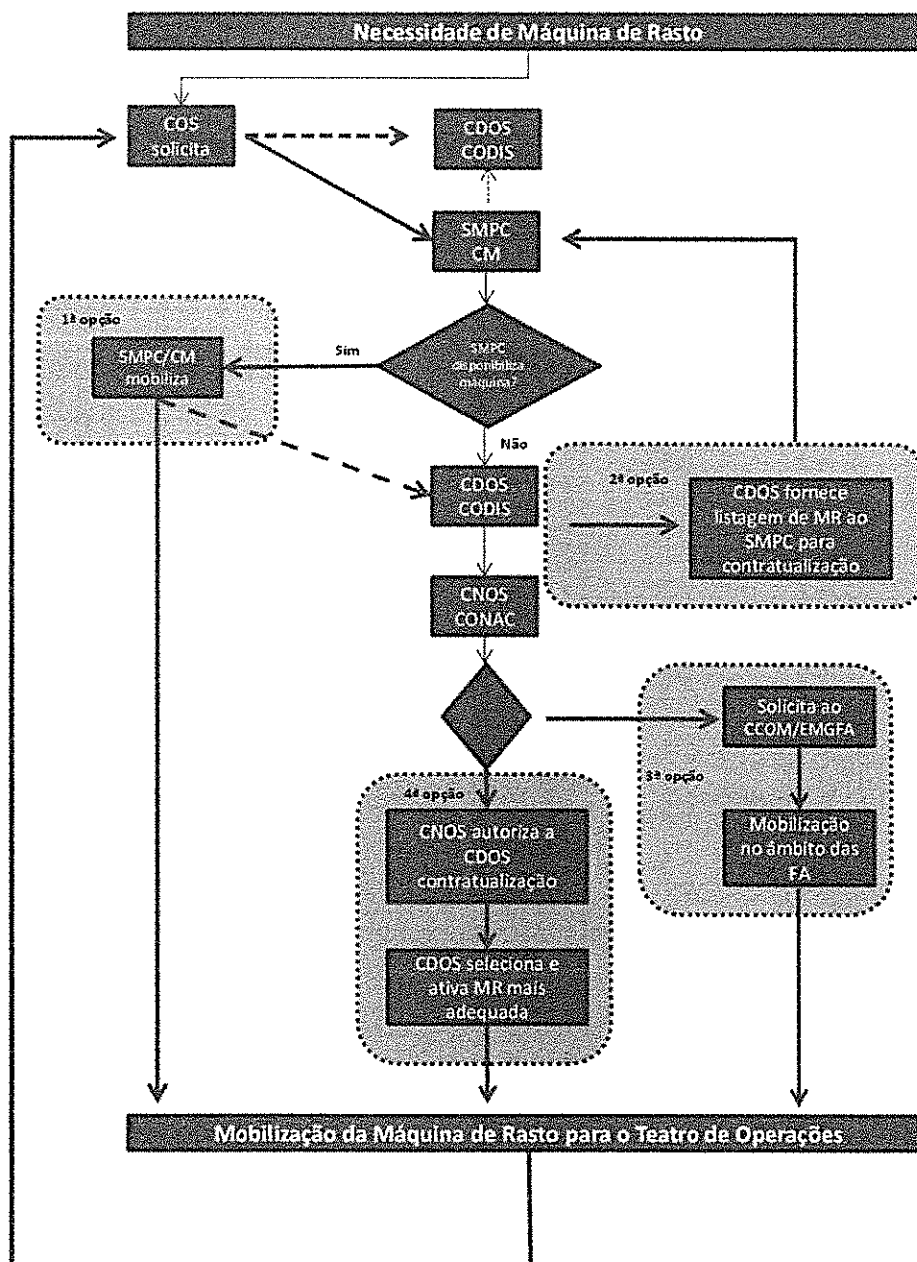 Necessidade de Máquina de Rasto
COS
solicita
CDOS
CODIS
SMPC
CM
1ª opção
SMPC/CM
mobiliza
Sim
SMPC
disponibiliza
máquina?
Não
CDOS
CODIS
2ª opção
CDOS fornece
listagem de MR ao
SMPC para
contratualização
CNOS
CONAC
Solicita ao
CCOM/EMGFA
3ª opção
Mobilização
no âmbito das
FA
4ª opção
CNOS autoriza a
CDOS
contratualização
CDOS seleciona e
ativa MR mais
adequada
Mobilização da Máquina de Rasto para o Teatro de Operações